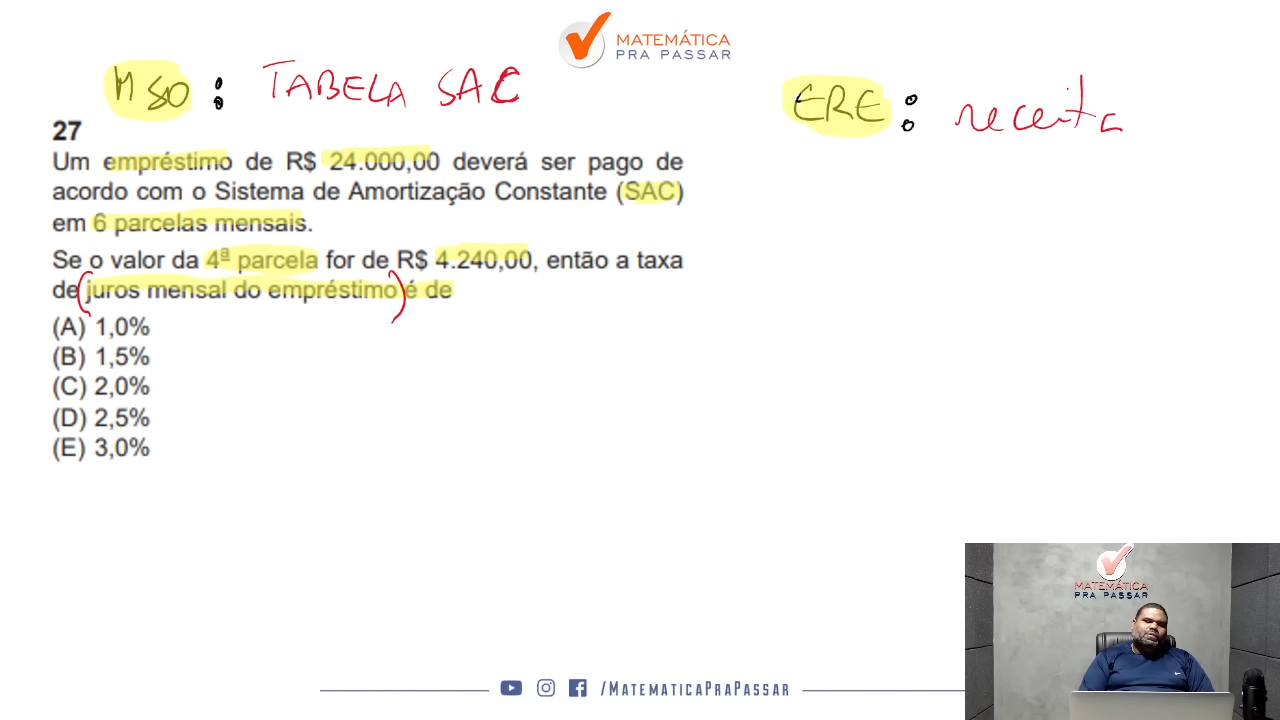 MATEMÁTICA
PRA PASSAR
MSO : TABELA SAC
ERE : receita
27
Um empréstimo de R$ 24.000,00 deverá ser pago de
acordo com o Sistema de Amortização Constante (SAC)
em 6 parcelas mensais.
Se o valor da 4ª parcela for de R$ 4.240,00, então a taxa
de (juros mensal do empréstimo) é de
(A) 1,0%
(B) 1,5%
(C) 2,0%
(D) 2,5%
(E) 3,0%
MATEMÁTICA
PRA PASSAR
/MATEMATICAPRAPASSAR